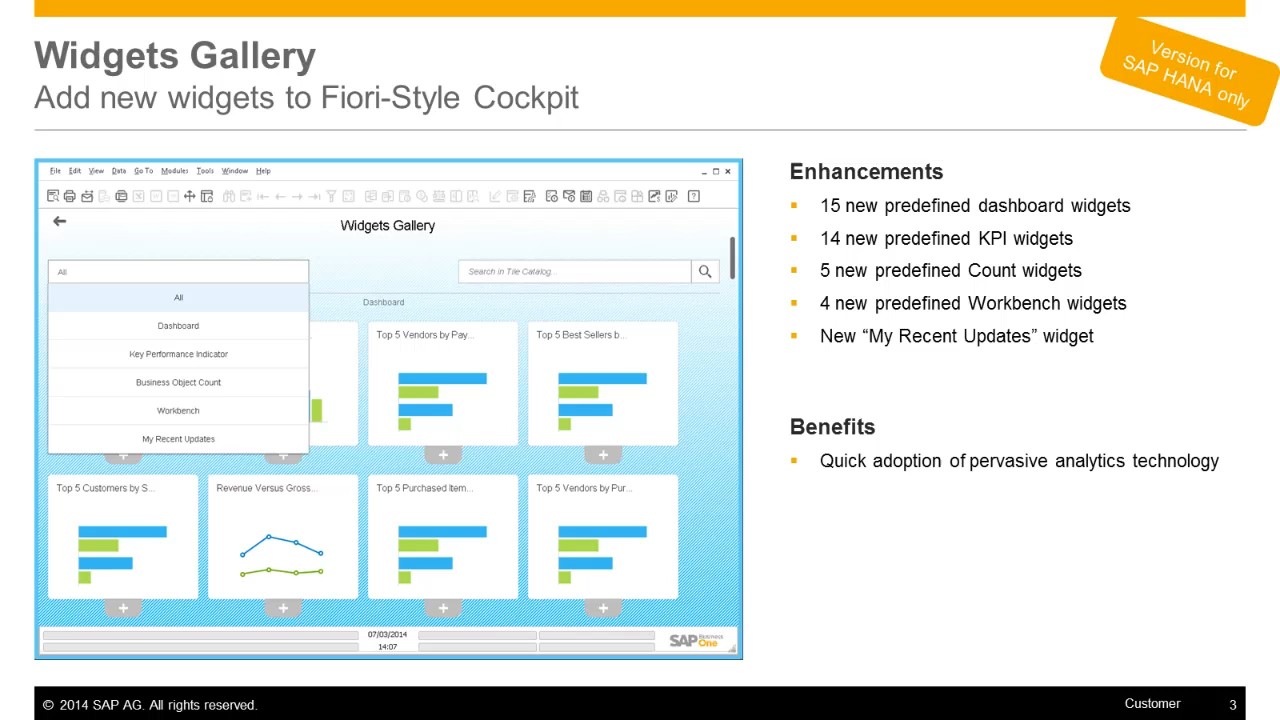 Widgets Gallery
Add new widgets to Fiori-Style Cockpit
Version for
SAP HANA only
File Edit View Data Go To Modules Tools Window Help
Widgets Gallery
All
Search in Tile Catalog...
All
Dashboard
Key Performance Indicator
Business Object Count
Workbench
My Recent Updates
Dashboard
Top 5 Vendors by Pay...
Top 5 Best Sellers b...
Top 5 Customers by S...
Revenue Versus Gross...
Top 5 Purchased Item...
Top 5 Vendors by Pur...
07/03/2014
14:07
SAP Business One
Enhancements
15 new predefined dashboard widgets
14 new predefined KPI widgets
5 new predefined Count widgets
4 new predefined Workbench widgets
New “My Recent Updates” widget
Benefits
Quick adoption of pervasive analytics technology
© 2014 SAP AG. All rights reserved.
Customer
3